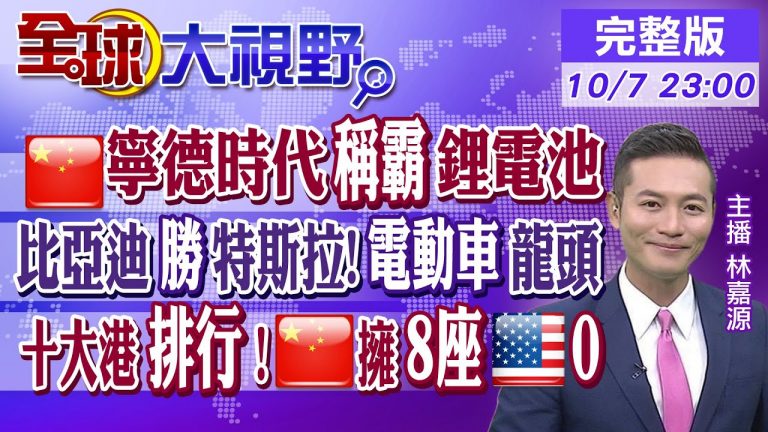 全球大視野
完整版
10/7 23:00
寧德時代 稱霸 鋰電池
比亞迪 勝 特斯拉! 電動車 龍頭
十大港 排行! 擁 8座 0
主播 林嘉源